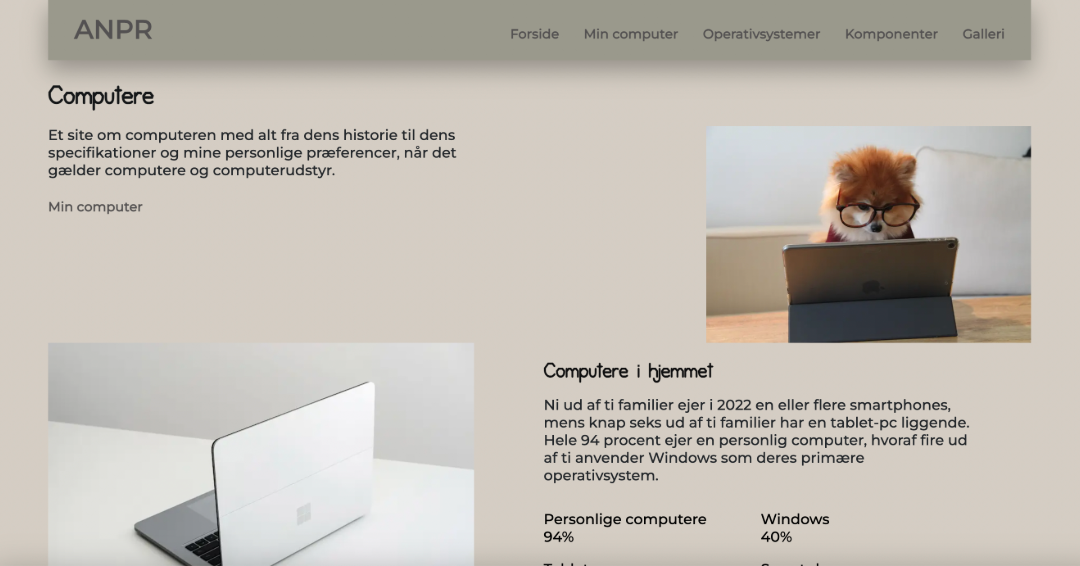 ANPR
Forside Min computer Operativsystemer Komponenter Galleri
Computere
Et site om computeren med alt fra dens historie til dens
specifikationer og mine personlige præferencer, når det
gælder computere og computerudstyr.
Min computer
Computere i hjemmet
Ni ud af ti familier ejer i 2022 en eller flere smartphones,
mens knap seks ud af ti familier har en tablet-pc liggende.
Hele 94 procent ejer en personlig computer, hvoraf fire ud
af ti anvender Windows som deres primære
operativsystem.
Personlige computere Windows
94% 40%